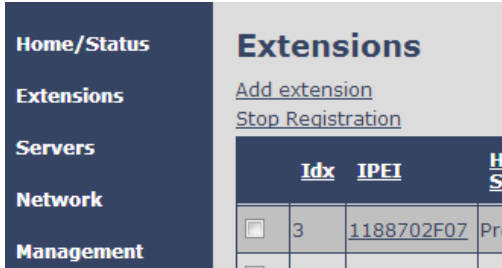 Home/Status
Extensions
Servers
Network
Management
Extensions
Add extension
Stop Registration
Idx IPEI
3 1188702F07